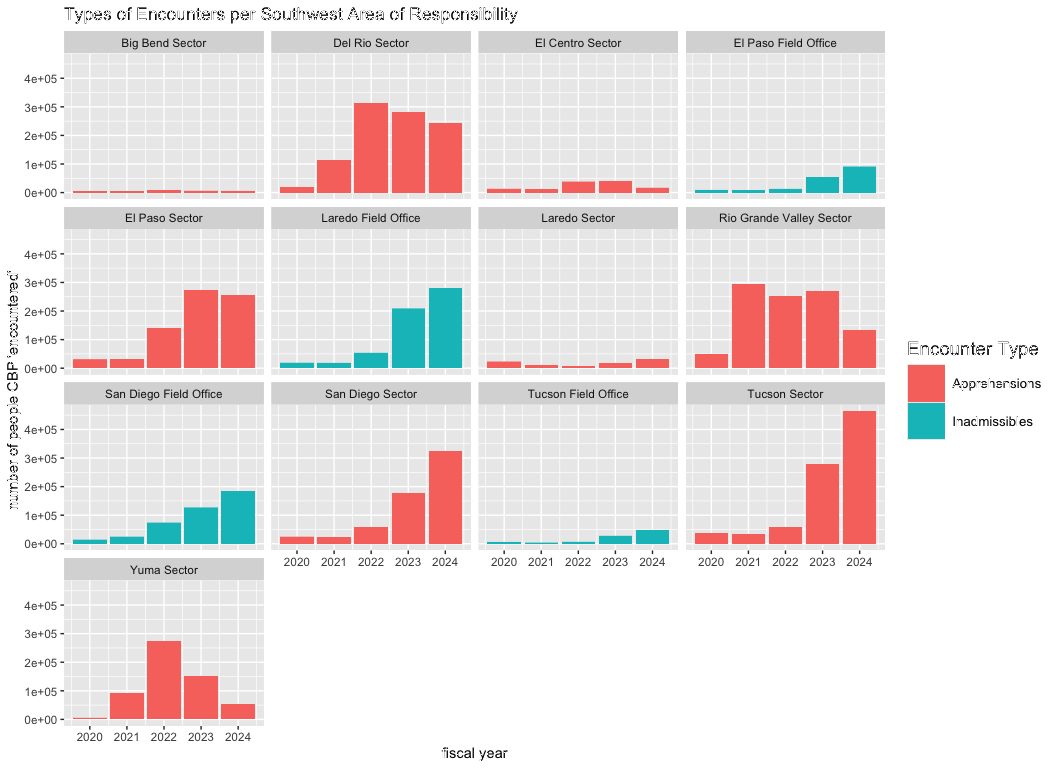 Types of Encounters per Southwest Area of Responsibility
Big Bend Sector
Del Rio Sector
El Centro Sector
El Paso Field Office
4e+05
3e+05
2e+05
1e+05
0e+00
El Paso Sector
Laredo Field Office
Laredo Sector
Rio Grande Valley Sector
4e+05
3e+05
2e+05
1e+05
0e+00
San Diego Field Office
San Diego Sector
Tucson Field Office
Tucson Sector
4e+05
3e+05
2e+05
1e+05
0e+00
2020 2021 2022 2023 2024
2020 2021 2022 2023 2024
2020 2021 2022 2023 2024
Yuma Sector
4e+05
3e+05
2e+05
1e+05
0e+00
2020 2021 2022 2023 2024
fiscal year
number of people CBP 'encountered'
Encounter Type
Apprehensions
Inadmissibles